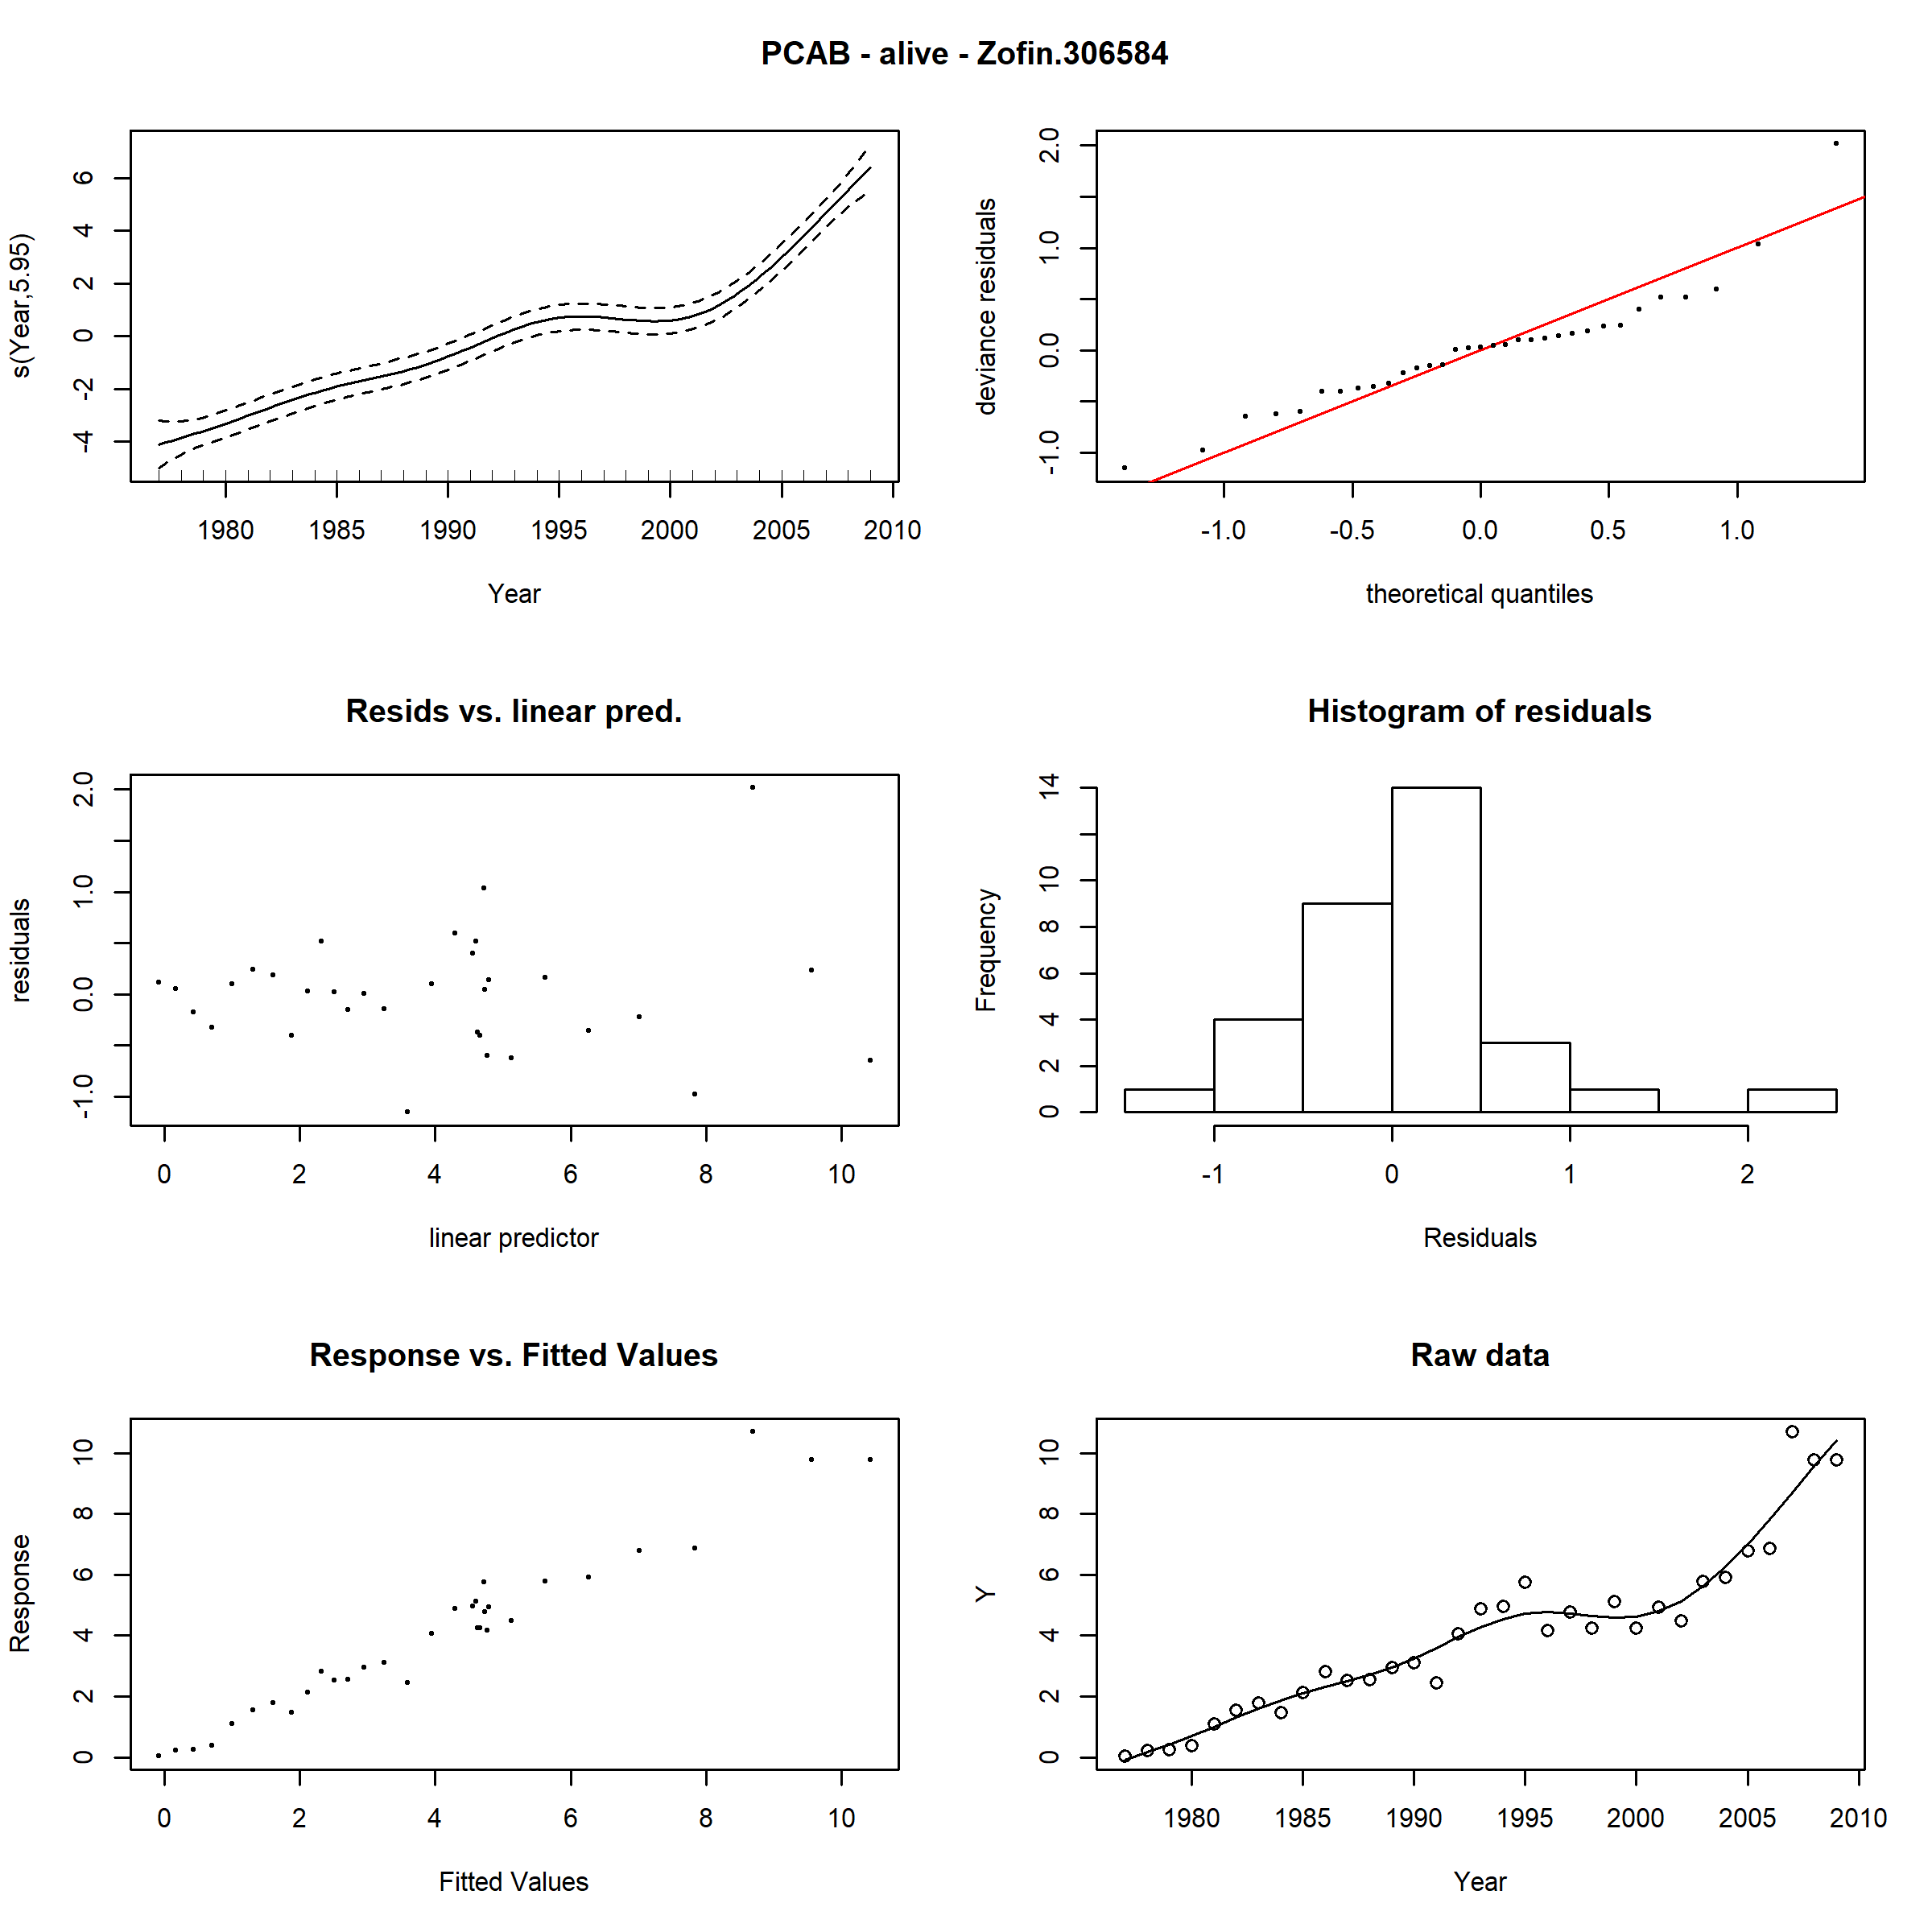 PCAB - alive - Zofin.306584
s(Year,5.95)
6
4
2
0
-2
-4
1980 1985 1990 1995 2000 2005 2010
Year
deviance residuals
2.0
1.0
0.0
-1.0
-1.0 -0.5 0.0 0.5 1.0
theoretical quantiles
Resids vs. linear pred.
residuals
2.0
1.0
0.0
-1.0
0 2 4 6 8 10
linear predictor
Histogram of residuals
Frequency
14
10
8
6
4
2
0
-1 0 1 2
Residuals
Response vs. Fitted Values
Response
10
8
6
4
2
0
0 2 4 6 8 10
Fitted Values
Raw data
Y
10
8
6
4
2
0
1980 1985 1990 1995 2000 2005 2010
Year